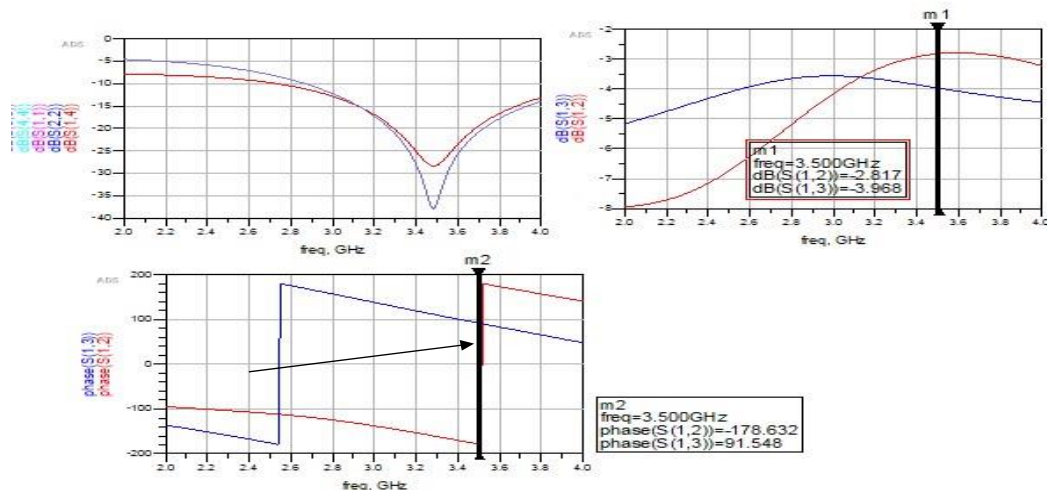 ADS
0
-5
-10
-15
-20
-25
-30
-35
-40
2.0 2.2 2.4 2.6 2.8 3.0 3.2 3.4 3.6 3.8 4.0
freq, GHz
dB(S(4,4))
dB(S(1,1))
dB(S(2,2))
dB(S(1,4))
m1
ADS
-2
-3
-4
-5
-6
-7
-8
2.0 2.2 2.4 2.6 2.8 3.0 3.2 3.4 3.6 3.8 4.0
freq, GHz
dB(S(1,3))
dB(S(1,2))
m1
freq=3.500GHz
dB(S(1,2))=-2.817
dB(S(1,3))=-3.968
m2
ADS
200
100
0
-100
-200
2.0 2.2 2.4 2.6 2.8 3.0 3.2 3.4 3.6 3.8 4.0
freq, GHz
phase(S(1,3))
phase(S(1,2))
m2
freq=3.500GHz
phase(S(1,2))=-178.632
phase(S(1,3))=91.548